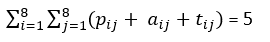 ∑_{i=1}^{8} ∑_{j=1}^{8} (p_{ij} + a_{ij} + t_{ij}) = 5